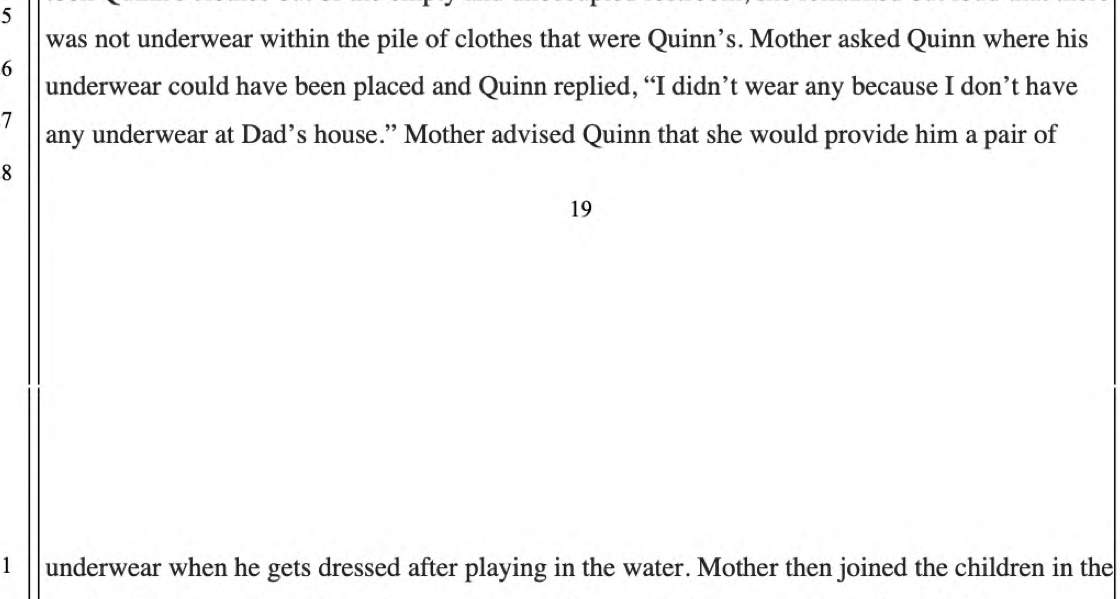 5
was not underwear within the pile of clothes that were Quinn’s. Mother asked Quinn where his
6
underwear could have been placed and Quinn replied, “I didn’t wear any because I don’t have
7
any underwear at Dad’s house.” Mother advised Quinn that she would provide him a pair of
8
19
1
underwear when he gets dressed after playing in the water. Mother then joined the children in the